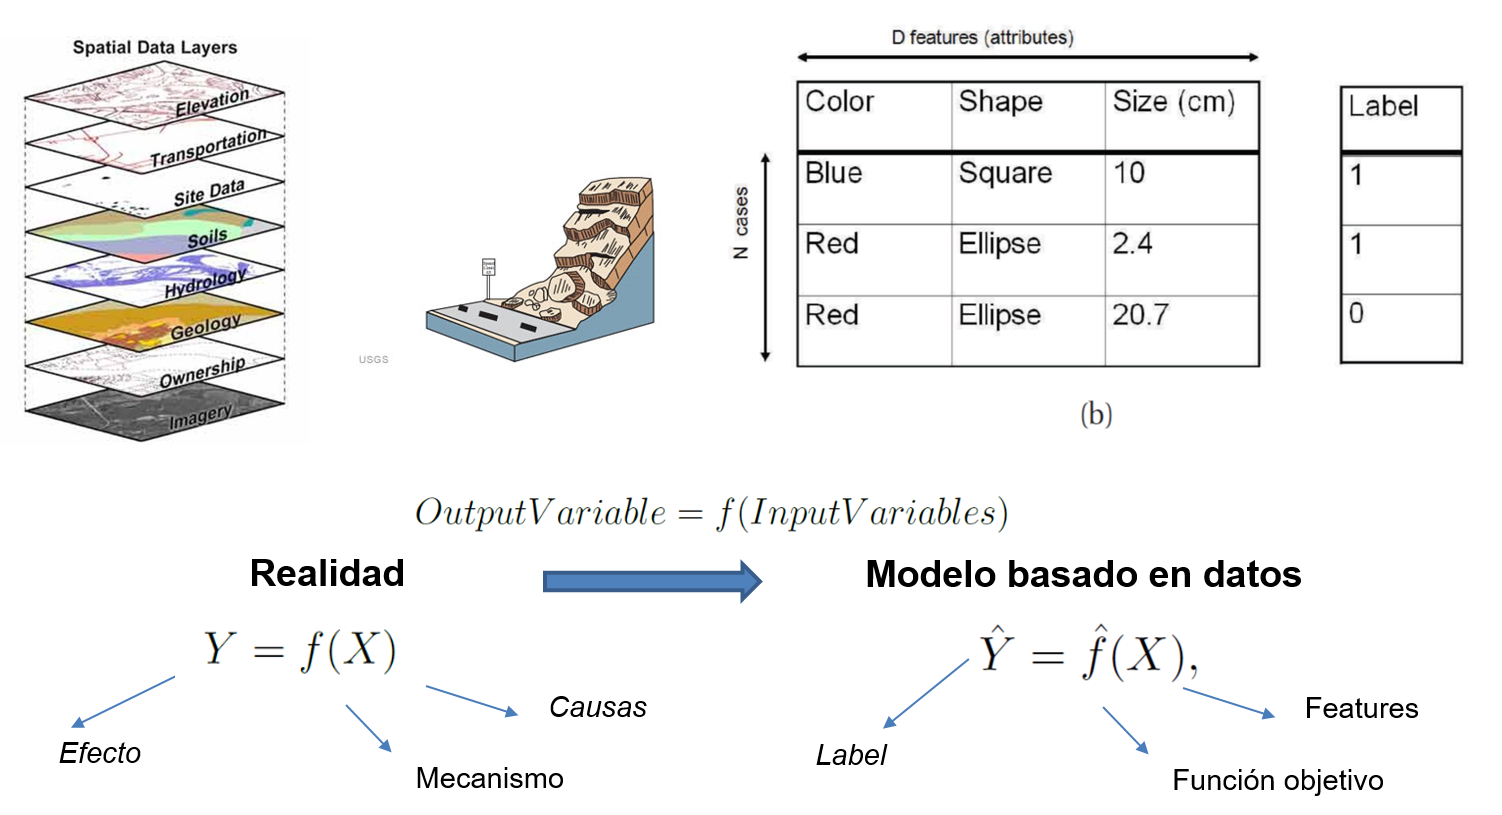 Spatial Data Layers
Elevation
Transportation
Site Data
Soils
Hydrology
Geology
Ownership
Imagery
USGS
D features (attributes)
N cases
Color Shape Size (cm) Label
Blue Square 10 1
Red Ellipse 2.4 1
Red Ellipse 20.7 0
(b)
OutputVariable = f(InputVariables)
Realidad
Y = f(X)
Efecto
Mecanismo
Causas
Modelo basado en datos
Ŷ = f̂(X),
Label
Función objetivo
Features